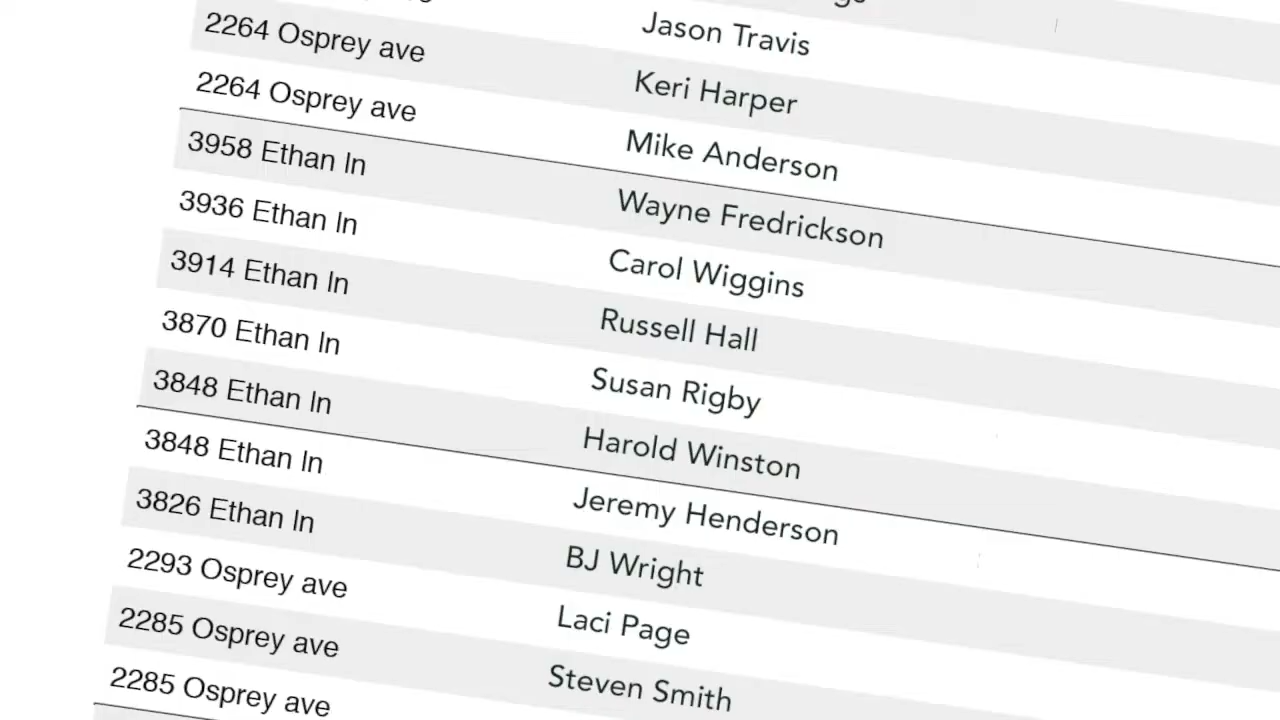 Jason Travis
2264 Osprey ave Keri Harper
2264 Osprey ave Mike Anderson
3958 Ethan ln Wayne Fredrickson
3936 Ethan ln Carol Wiggins
3914 Ethan ln Russell Hall
3870 Ethan ln Susan Rigby
3848 Ethan ln Harold Winston
3848 Ethan ln Jeremy Henderson
3826 Ethan ln BJ Wright
2293 Osprey ave Laci Page
2285 Osprey ave Steven Smith
2285 Osprey ave